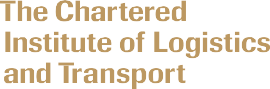 The Chartered
Institute of Logistics
and Transport